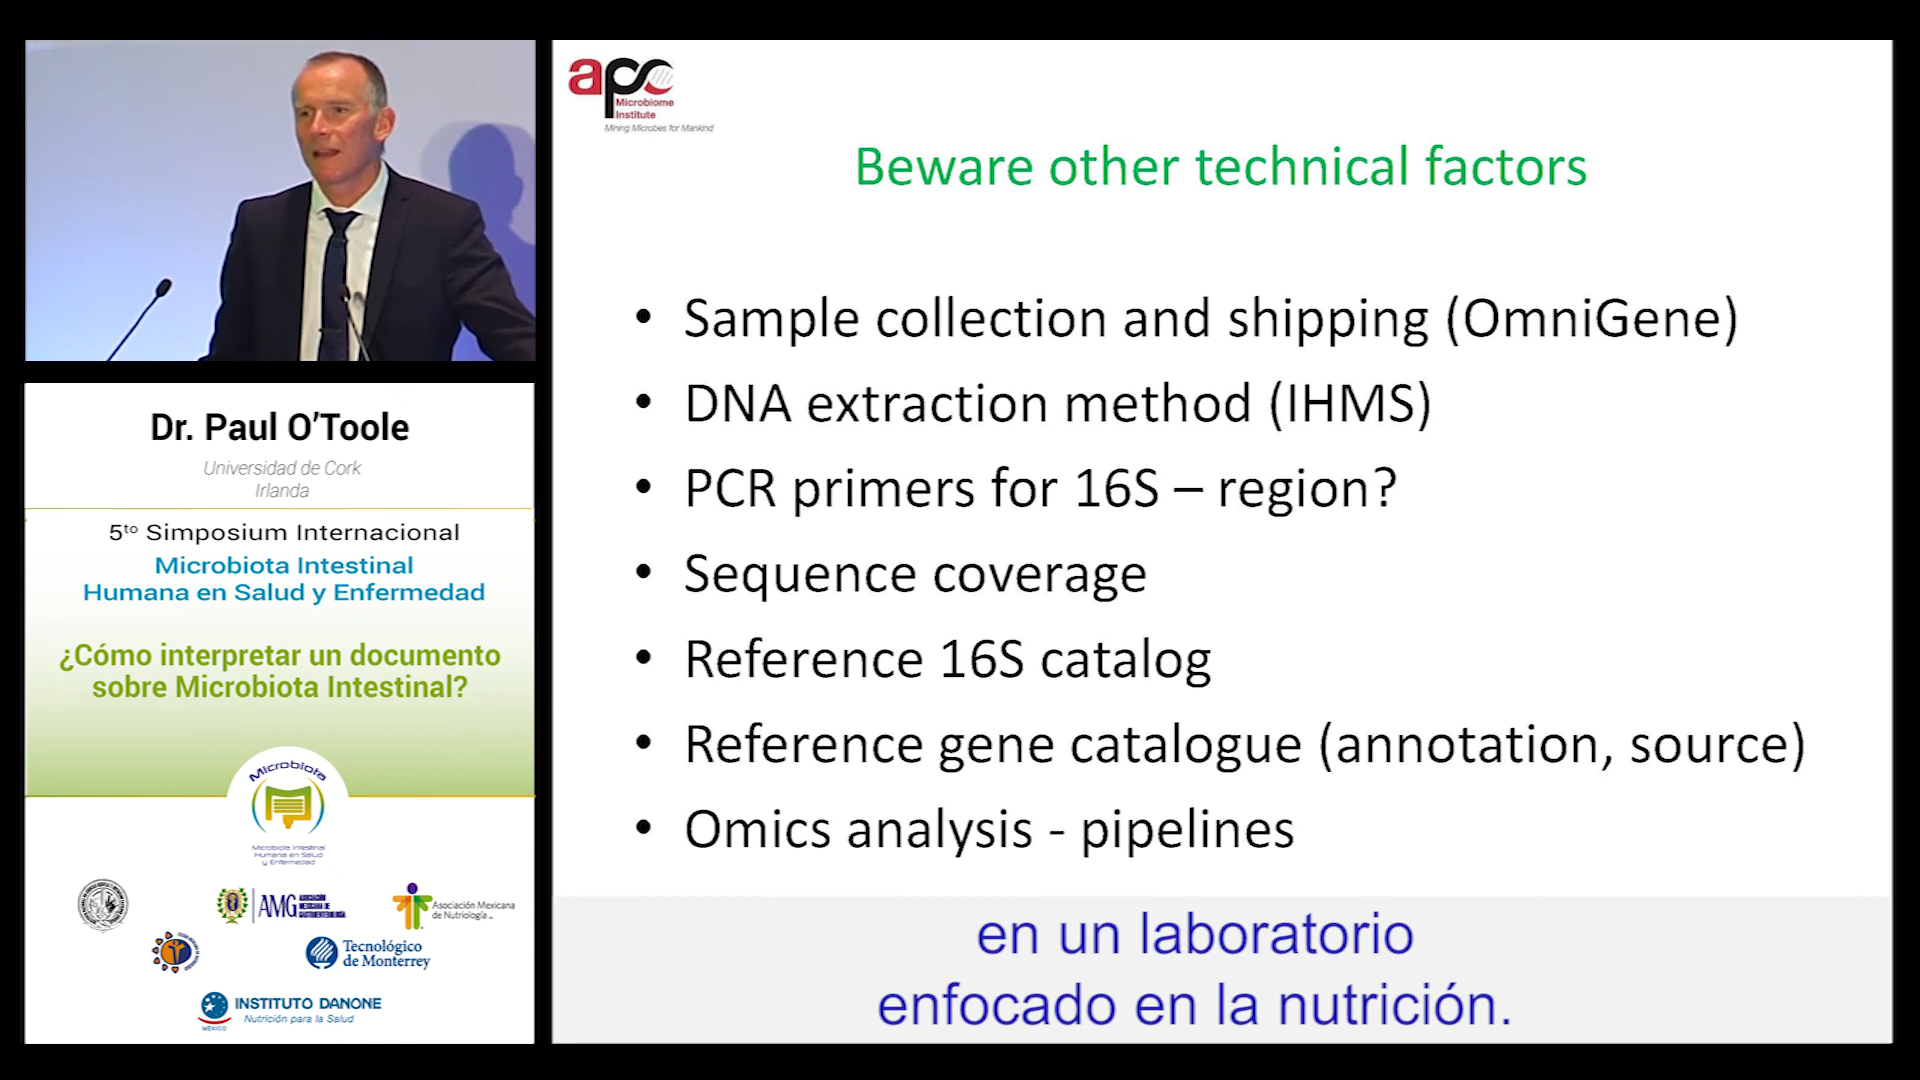 Dr. Paul O'Toole
Universidad de Cork
Irlanda
5to Simposium Internacional
Microbiota Intestinal
Humana en Salud y Enfermedad
¿Cómo interpretar un documento
sobre Microbiota Intestinal?
Microbiota
Microbiota Intestinal
Humana en Salud
y Enfermedad
AMG
Asociación Mexicana
de Nutriología
Tecnológico
de Monterrey
INSTITUTO DANONE
Nutrición para la Salud
MÉXICO
apc
Microbiome
Institute
Mining Microbes for Mankind
Beware other technical factors
• Sample collection and shipping (OmniGene)
• DNA extraction method (IHMS)
• PCR primers for 16S – region?
• Sequence coverage
• Reference 16S catalog
• Reference gene catalogue (annotation, source)
• Omics analysis - pipelines
en un laboratorio
enfocado en la nutrición.